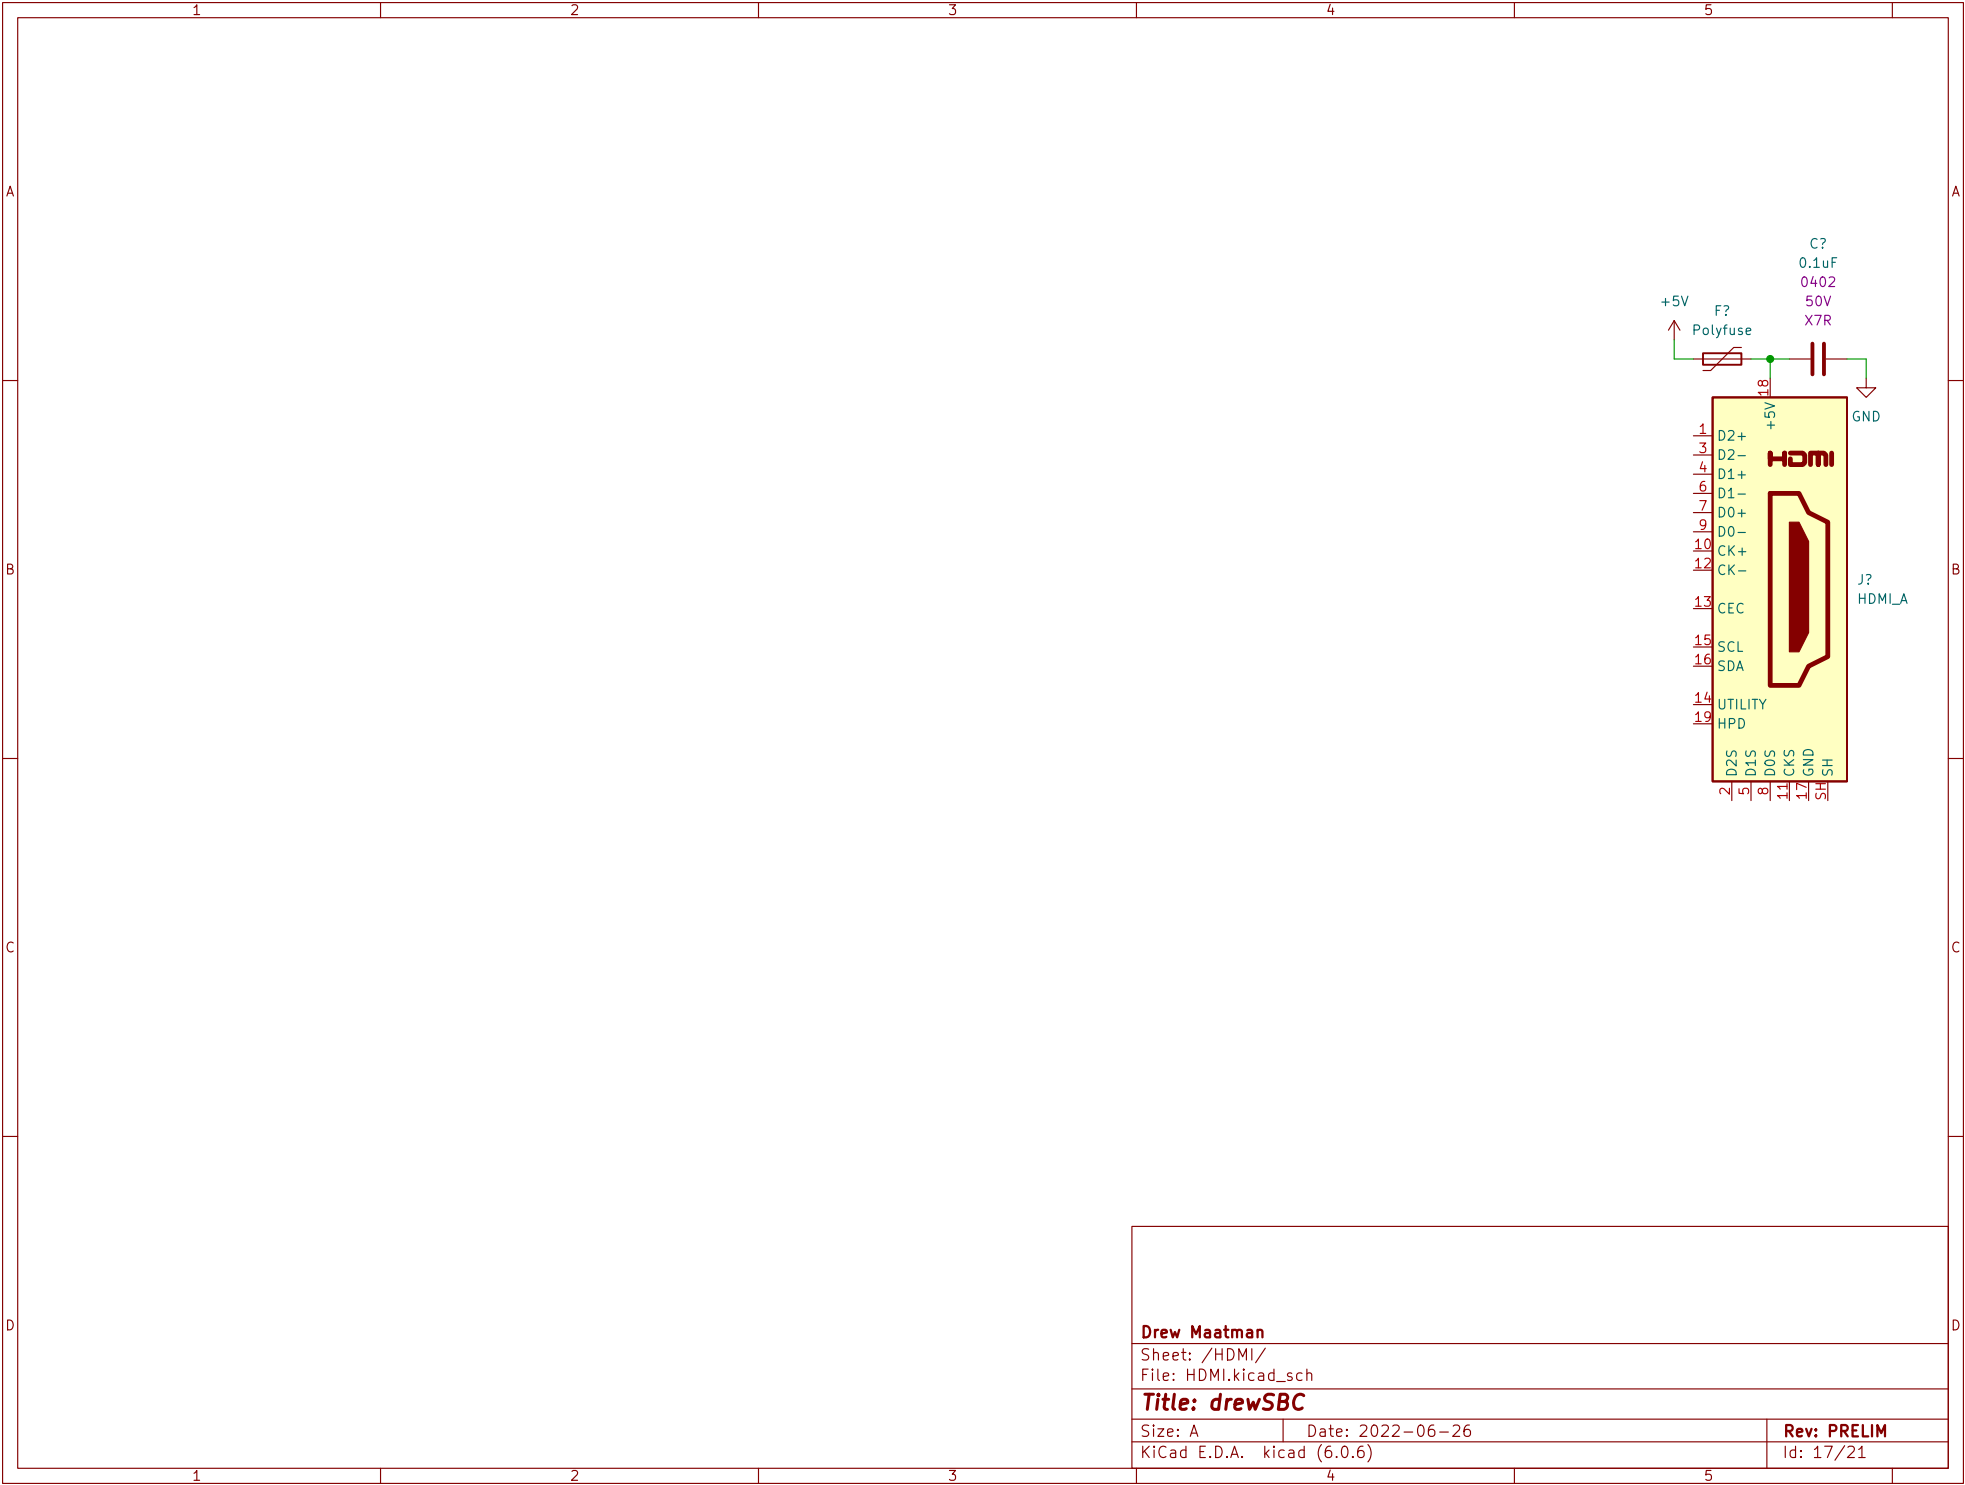 1 2 3 4 5
A A
C?
0.1uF
0402
50V
X7R
+5V
F?
Polyfuse
GND
18
+5V
HDMI
1 D2+
3 D2-
4 D1+
6 D1-
7 D0+
9 D0-
10 CK+
12 CK-
B B
J?
HDMI_A
13 CEC
15 SCL
16 SDA
14 UTILITY
19 HPD
D2S D1S D0S CKS GND SH
2 5 8 11 17 SH
C C
D D
Drew Maatman
Sheet: /HDMI/
File: HDMI.kicad_sch
Title: drewSBC
Size: A Date: 2022-06-26 Rev: PRELIM
KiCad E.D.A. kicad (6.0.6) Id: 17/21
1 2 3 4 5